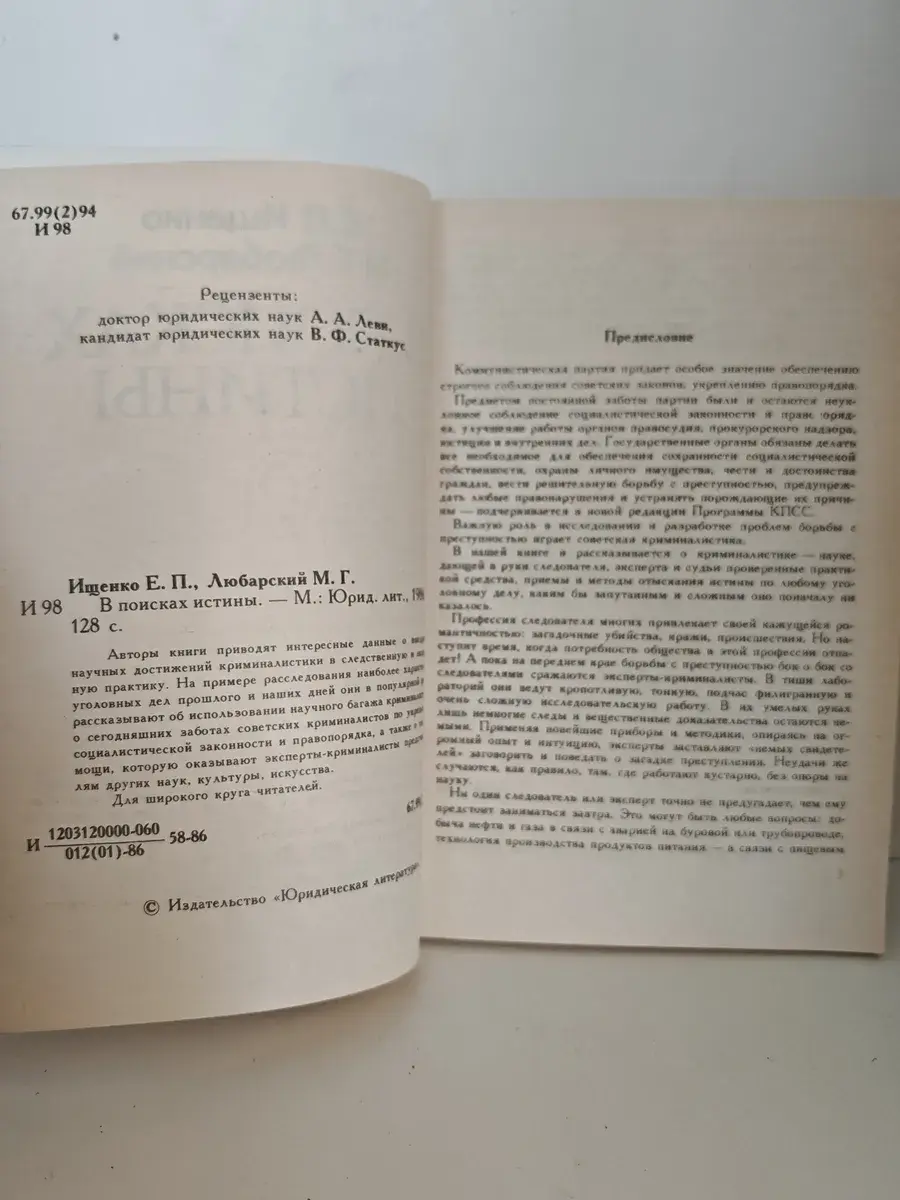 67.99(2)94
И 98
Рецензенты:
доктор юридических наук А. А. Леви,
кандидат юридических наук В. Ф. Статкус
Ищенко Е. П., Любарский М. Г.
И 98 В поисках истины. — М.: Юрид. лит.,
128 с.
Авторы книги приводят интересные данные о
научных достижений криминалистики в следственную и
ную практику. На примере расследования наиболее
уголовных дел прошлого и наших дней они в популярной
рассказывают об использовании научного багажа
о сегодняшних заботах советских криминалистов по
социалистической законности и правопорядка, а также о
мощи, которую оказывают эксперты-криминалисты
лям других наук, культуры, искусства.
Для широкого круга читателей.
67.99
И 1203120000-060 58-86
012(01)-86
© Издательство «Юридическая литература
Предисловие
Коммунистическая партия придает особое значение обеспечению
строгого соблюдения советских законов, укреплению правопорядка.
Предметом постоянной заботы партии были и остаются неук-
лонное соблюдение социалистической законности и правопоряд-
ка, улучшение работы органов правосудия, прокурорского надзора,
юстиции и внутренних дел. Государственные органы обязаны делать
все необходимое для обеспечения сохранности социалистической
собственности, охраны личного имущества, чести и достоинства
граждан, вести решительную борьбу с преступностью, предупреж-
дать любые правонарушения и устранять порождающие их причи-
ны — подчеркивается в новой редакции Программы КПСС.
Важную роль в исследовании и разработке проблем борьбы с
преступностью играет советская криминалистика.
В нашей книге и рассказывается о криминалистике — науке,
дающей в руки следователя, эксперта и судьи проверенные практи-
кой средства, приемы и методы отыскания истины по любому уго-
ловному делу, каким бы запутанным и сложным оно поначалу ни
казалось.
Профессия следователя многих привлекает своей кажущейся ро-
мантичностью: загадочные убийства, кражи, происшествия. Но на-
ступит время, когда потребность общества в этой профессии отпа-
дет! А пока на переднем крае борьбы с преступностью бок о бок со
следователями сражаются эксперты-криминалисты. В тиши лабо-
раторий они ведут кропотливую, тонкую, подчас филигранную и
очень сложную исследовательскую работу. В их умелых руках
лишь немногие следы и вещественные доказательства остаются не-
мыми. Применяя новейшие приборы и методики, опираясь на ог-
ромный опыт и интуицию, эксперты заставляют «немых свидете-
лей» заговорить и поведать о загадке преступления. Неудачи же
случаются, как правило, там, где работают кустарно, без опоры на
науку.
Ни один следователь или эксперт точно не предугадает, чем ему
предстоит заниматься завтра. Это могут быть любые вопросы: до-
быча нефти и газа в связи с аварией на буровой или трубопроводе,
технология производства продуктов питания — в связи с пищевым
3